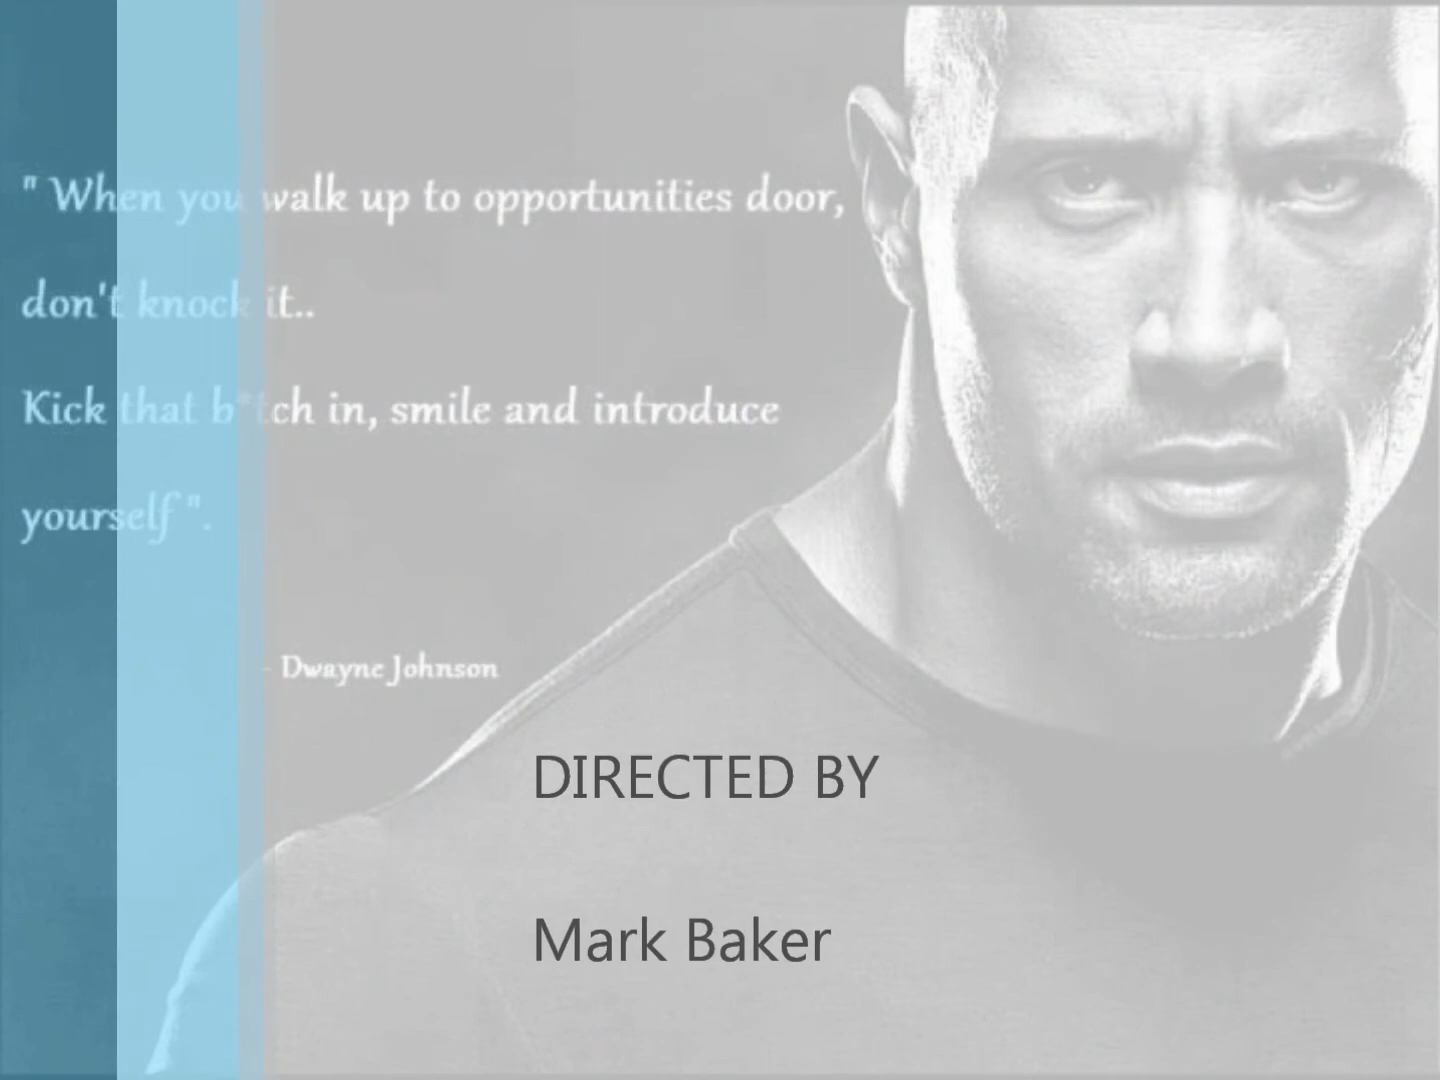 " When you walk up to opportunities door,
don't knock it..
Kick that b*tch in, smile and introduce
yourself ".
- Dwayne Johnson
DIRECTED BY
Mark Baker